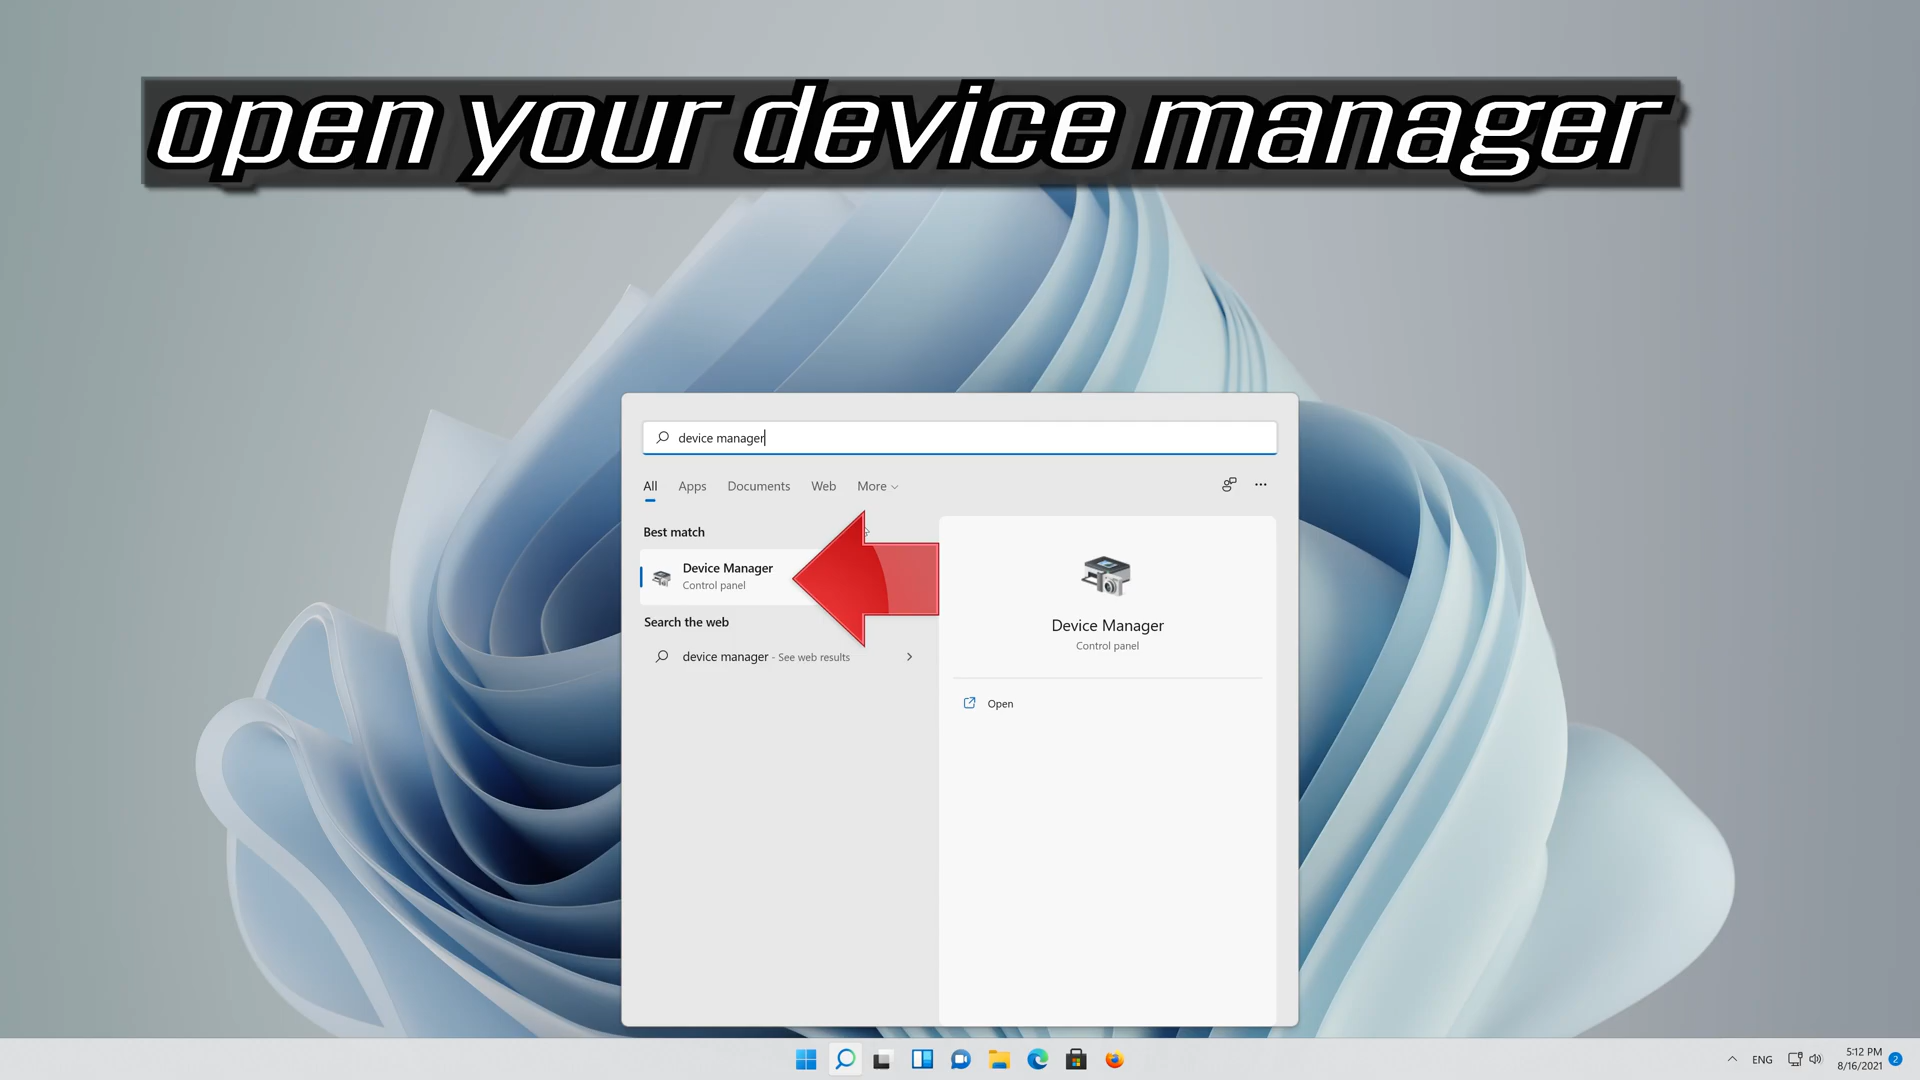 open your device manager
device manager
All Apps Documents Web More
Best match
Device Manager
Control panel
Search the web
device manager - See web results
Device Manager
Control panel
Open
ENG
5:12 PM
8/16/2021
2